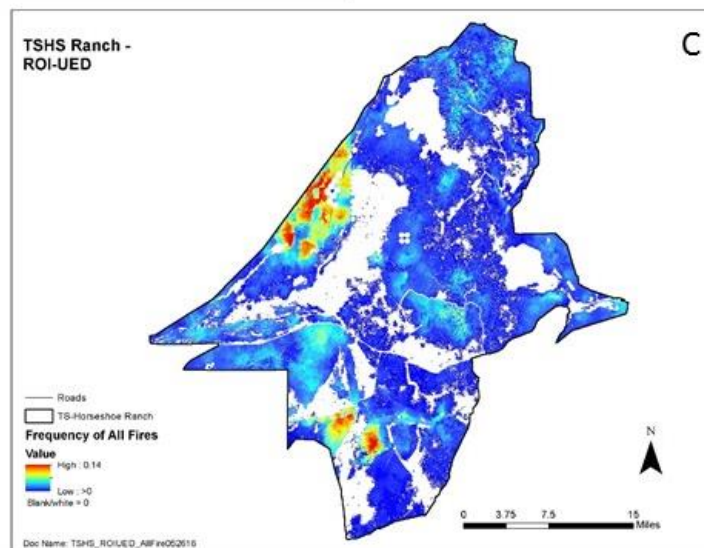 TSHS Ranch -
ROI-UED
C
Roads
TS-Horseshoe Ranch
Frequency of All Fires
Value
High : 0.14
Low : >0
Blank/white = 0
N
0 3.75 7.5 15
Miles
Doc Name: TSHS_ROIUED_AllFire052616